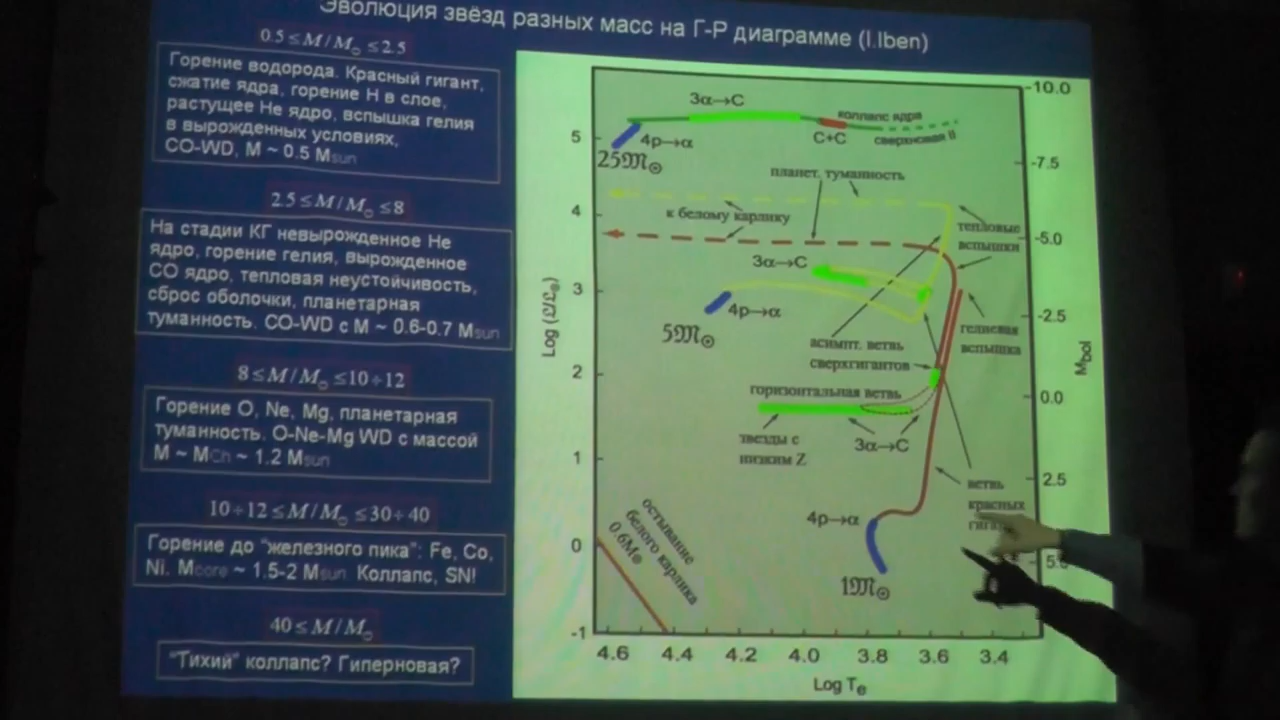 Эволюция звёзд разных масс на Г-Р диаграмме (I.Iben)
0.5 ≤ M/M☉ ≤ 2.5
Горение водорода. Красный гигант,
сжатие ядра, горение Н в слое,
растущее Не ядро, вспышка гелия
в вырожденных условиях,
CO-WD, M ~ 0.5 Msun
2.5 ≤ M/M☉ ≤ 8
На стадии КГ невырожденное Не
ядро, горение гелия, вырожденное
СО ядро, тепловая неустойчивость,
сброс оболочки, планетарная
туманность. CO-WD с M ~ 0.6-0.7 Msun
8 ≤ M/M☉ ≤ 10÷12
Горение O, Ne, Mg, планетарная
туманность. O-Ne-Mg WD с массой
M ~ MCh ~ 1.2 Msun
10÷12 ≤ M/M☉ ≤ 30÷40
Горение до "железного пика": Fe, Co,
Ni. Mcore ~ 1.5-2 Msun Коллапс, SN!
40 ≤ M/M☉
"Тихий" коллапс? Гиперновая?
3α→C
коллапс ядра
4p→α
C+C
сверхновая II
25𝔐☉
планет. туманность
к белому карлику
тепловые
вспышки
3α→C
4p→α
5𝔐☉
гелиевая
вспышка
асимпт. ветвь
сверхгигантов
горизонтальная ветвь
звезды с
низким Z
3α→C
ветвь
красных
4p→α
1𝔐☉
остывание
белого карлика
0.6M☉
Log (ℒ/ℒ☉)
5
4
3
2
1
0
-1
-10.0
-7.5
-5.0
-2.5
0.0
2.5
5.0
Mbol
4.6 4.4 4.2 4.0 3.8 3.6 3.4
Log Te